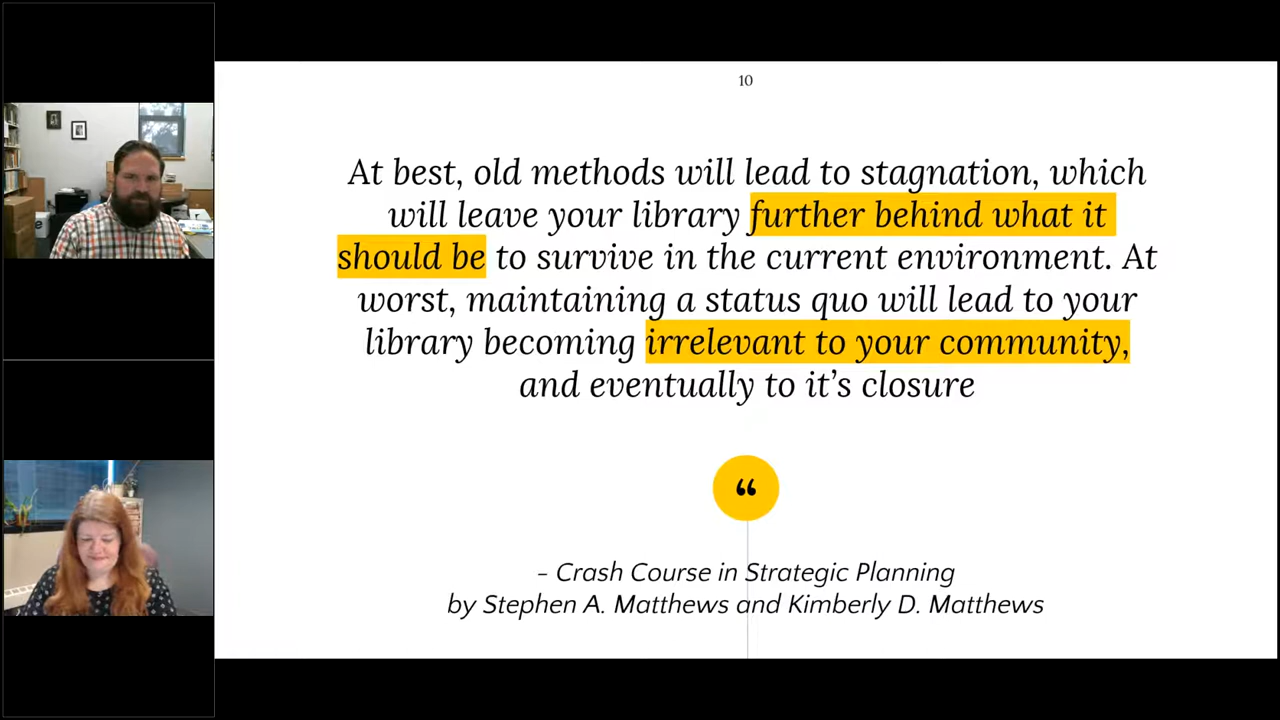 10
At best, old methods will lead to stagnation, which
will leave your library further behind what it
should be to survive in the current environment. At
worst, maintaining a status quo will lead to your
library becoming irrelevant to your community,
and eventually to it’s closure
“
– Crash Course in Strategic Planning
by Stephen A. Matthews and Kimberly D. Matthews